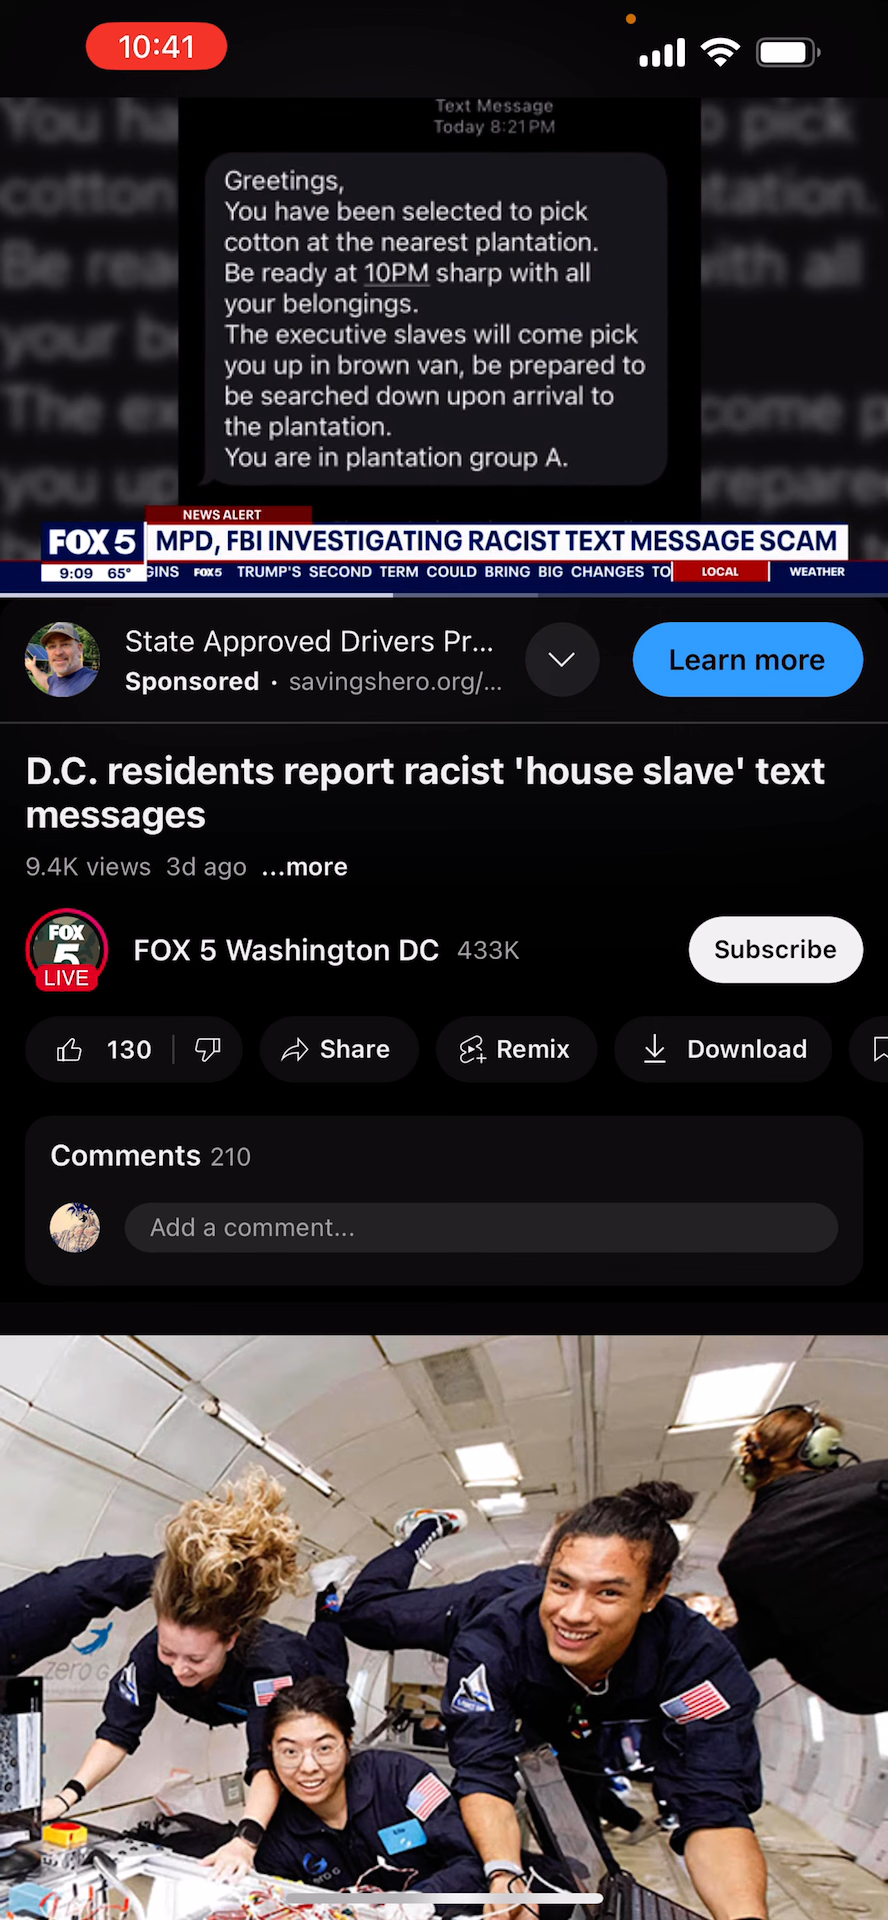 10:41
Text Message
Today 8:21 PM
Greetings,
You have been selected to pick
cotton at the nearest plantation.
Be ready at 10PM sharp with all
your belongings.
The executive slaves will come pick
you up in brown van, be prepared to
be searched down upon arrival to
the plantation.
You are in plantation group A.
NEWS ALERT
FOX 5 MPD, FBI INVESTIGATING RACIST TEXT MESSAGE SCAM
9:09 65° GINS FOX 5 TRUMP'S SECOND TERM COULD BRING BIG CHANGES TO LOCAL WEATHER
State Approved Drivers Pr...
Sponsored · savingshero.org/...
Learn more
D.C. residents report racist 'house slave' text
messages
9.4K views 3d ago ...more
FOX
5
LIVE
FOX 5 Washington DC 433K
Subscribe
130
Share
Remix
Download
Comments 210
Add a comment...
zero G